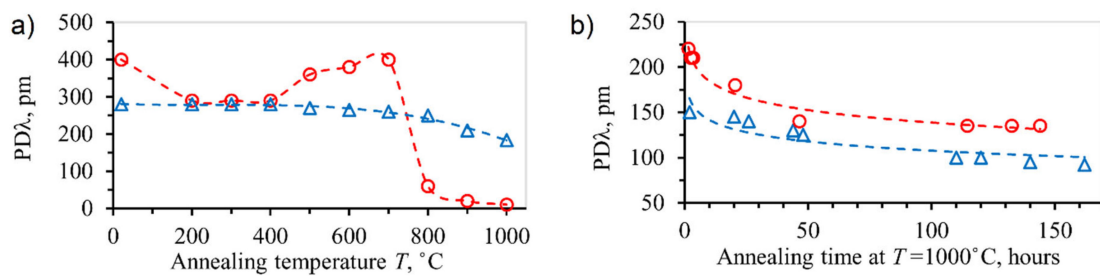 a)
500
400
300
200
100
0
PDλ, pm
0 200 400 600 800 1000
Annealing temperature T, ˚C
b)
250
200
150
100
50
PDλ, pm
0 50 100 150
Annealing time at T =1000˚C, hours